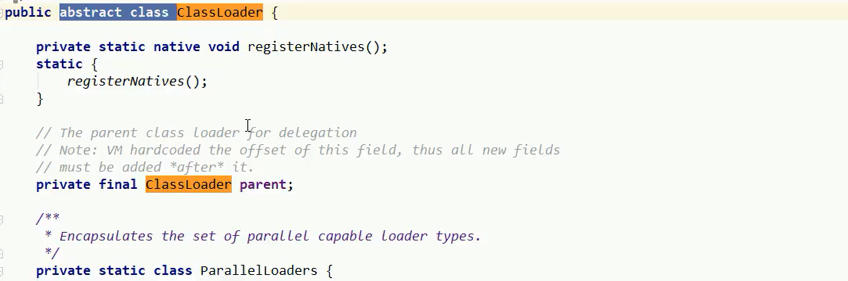 public abstract class ClassLoader {
private static native void registerNatives();
static {
registerNatives();
}
// The parent class loader for delegation
// Note: VM hardcoded the offset of this field, thus all new fields
// must be added *after* it.
private final ClassLoader parent;
/**
* Encapsulates the set of parallel capable loader types.
*/
private static class ParallelLoaders {